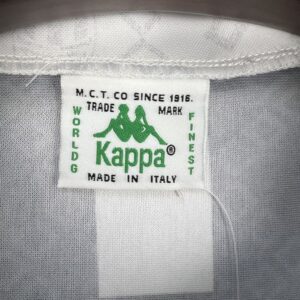 M.C.T. CO SINCE 1916.
TRADE MARK
WORLDG
FINEST
Kappa®
MADE IN ITALY